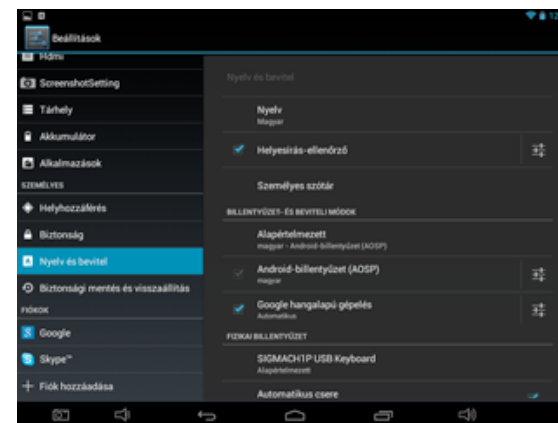 12
Beállítások
Hdmi
ScreenshotSetting
Tárhely
Akkumulátor
Alkalmazások
SZEMÉLYES
Helyhozzáférés
Biztonság
Nyelv és bevitel
Biztonsági mentés és visszaállítás
FIÓKOK
Google
Skype™
Fiók hozzáadása
Nyelv és bevitel
Nyelv
Magyar
Helyesírás-ellenőrző
Személyes szótár
BILLENTYŰZET- ÉS BEVITELI MÓDOK
Alapértelmezett
magyar - Android-billentyűzet (AOSP)
Android-billentyűzet (AOSP)
magyar
Google hangalapú gépelés
Automatikus
FIZIKAI BILLENTYŰZET
SIGMACH1P USB Keyboard
Alapértelmezett
Automatikus csere